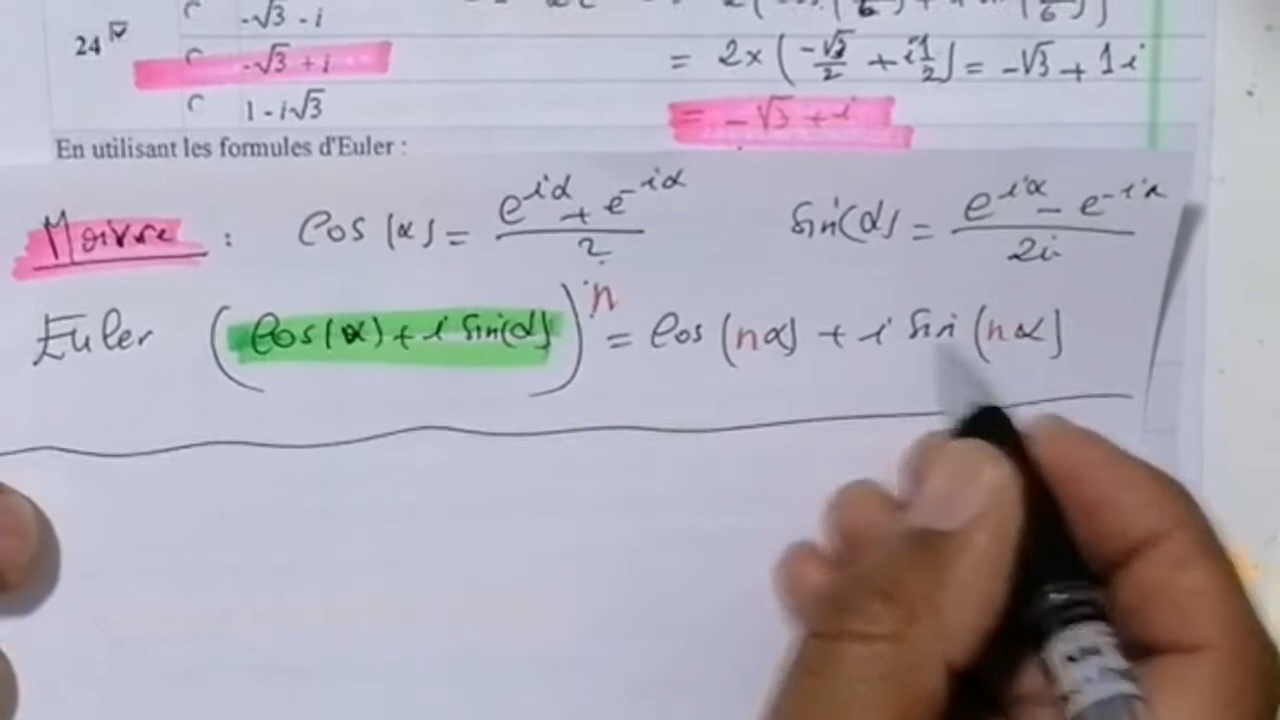 -√3 - i
24
-√3 + i
= 2x (-√3/2 + i 1/2) = -√3 + 1i
1 - i√3
= -√3 + i
En utilisant les formules d'Euler :
Moivre : Cos(α) = (e^{iα} + e^{-iα})/2 Sin(α) = (e^{iα} - e^{-iα})/2i
Euler (Cos(α) + i Sin(α))^n = Cos(nα) + i Sin(nα)